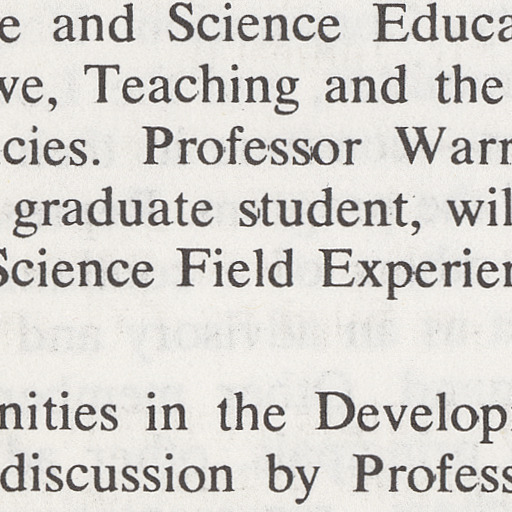 e and Science Educa
ve, Teaching and the
cies. Professor Warr
graduate student, wil
Science Field Experien
nities in the Develop
discussion by Profess